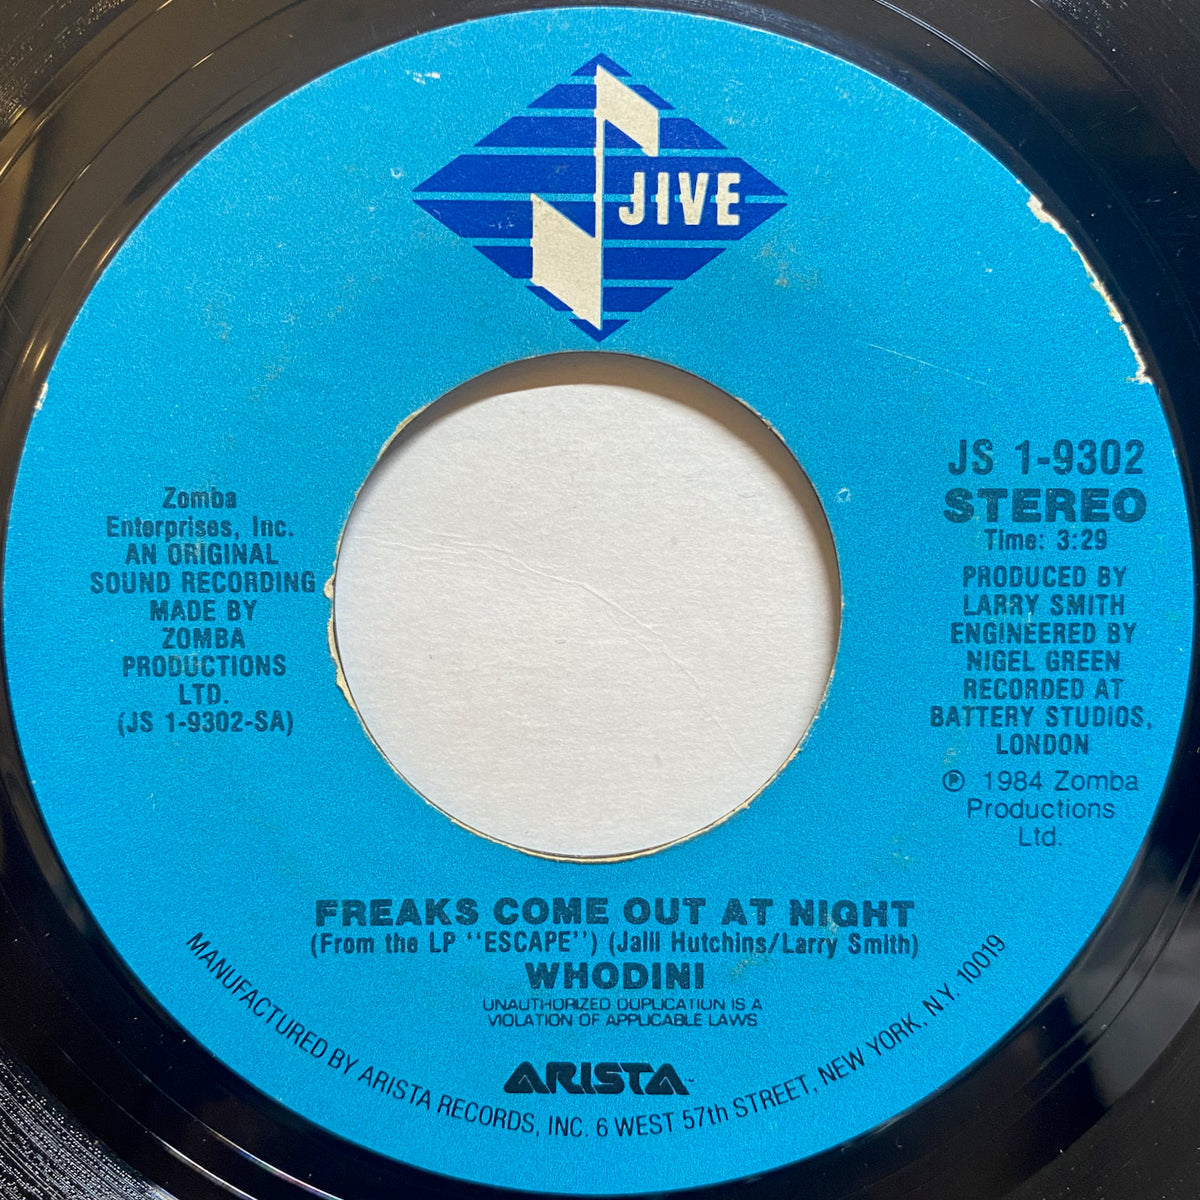 JIVE
Zomba
Enterprises, Inc.
AN ORIGINAL
SOUND RECORDING
MADE BY
ZOMBA
PRODUCTIONS
LTD.
(JS 1-9302-SA)
JS 1-9302
STEREO
Time: 3:29
PRODUCED BY
LARRY SMITH
ENGINEERED BY
NIGEL GREEN
RECORDED AT
BATTERY STUDIOS,
LONDON
℗ 1984 Zomba
Productions
Ltd.
FREAKS COME OUT AT NIGHT
(From the LP "ESCAPE") (Jalil Hutchins/Larry Smith)
WHODINI
UNAUTHORIZED DUPLICATION IS A
VIOLATION OF APPLICABLE LAWS
ARISTA™
MANUFACTURED BY ARISTA RECORDS, INC. 6 WEST 57th STREET, NEW YORK, N.Y. 10019